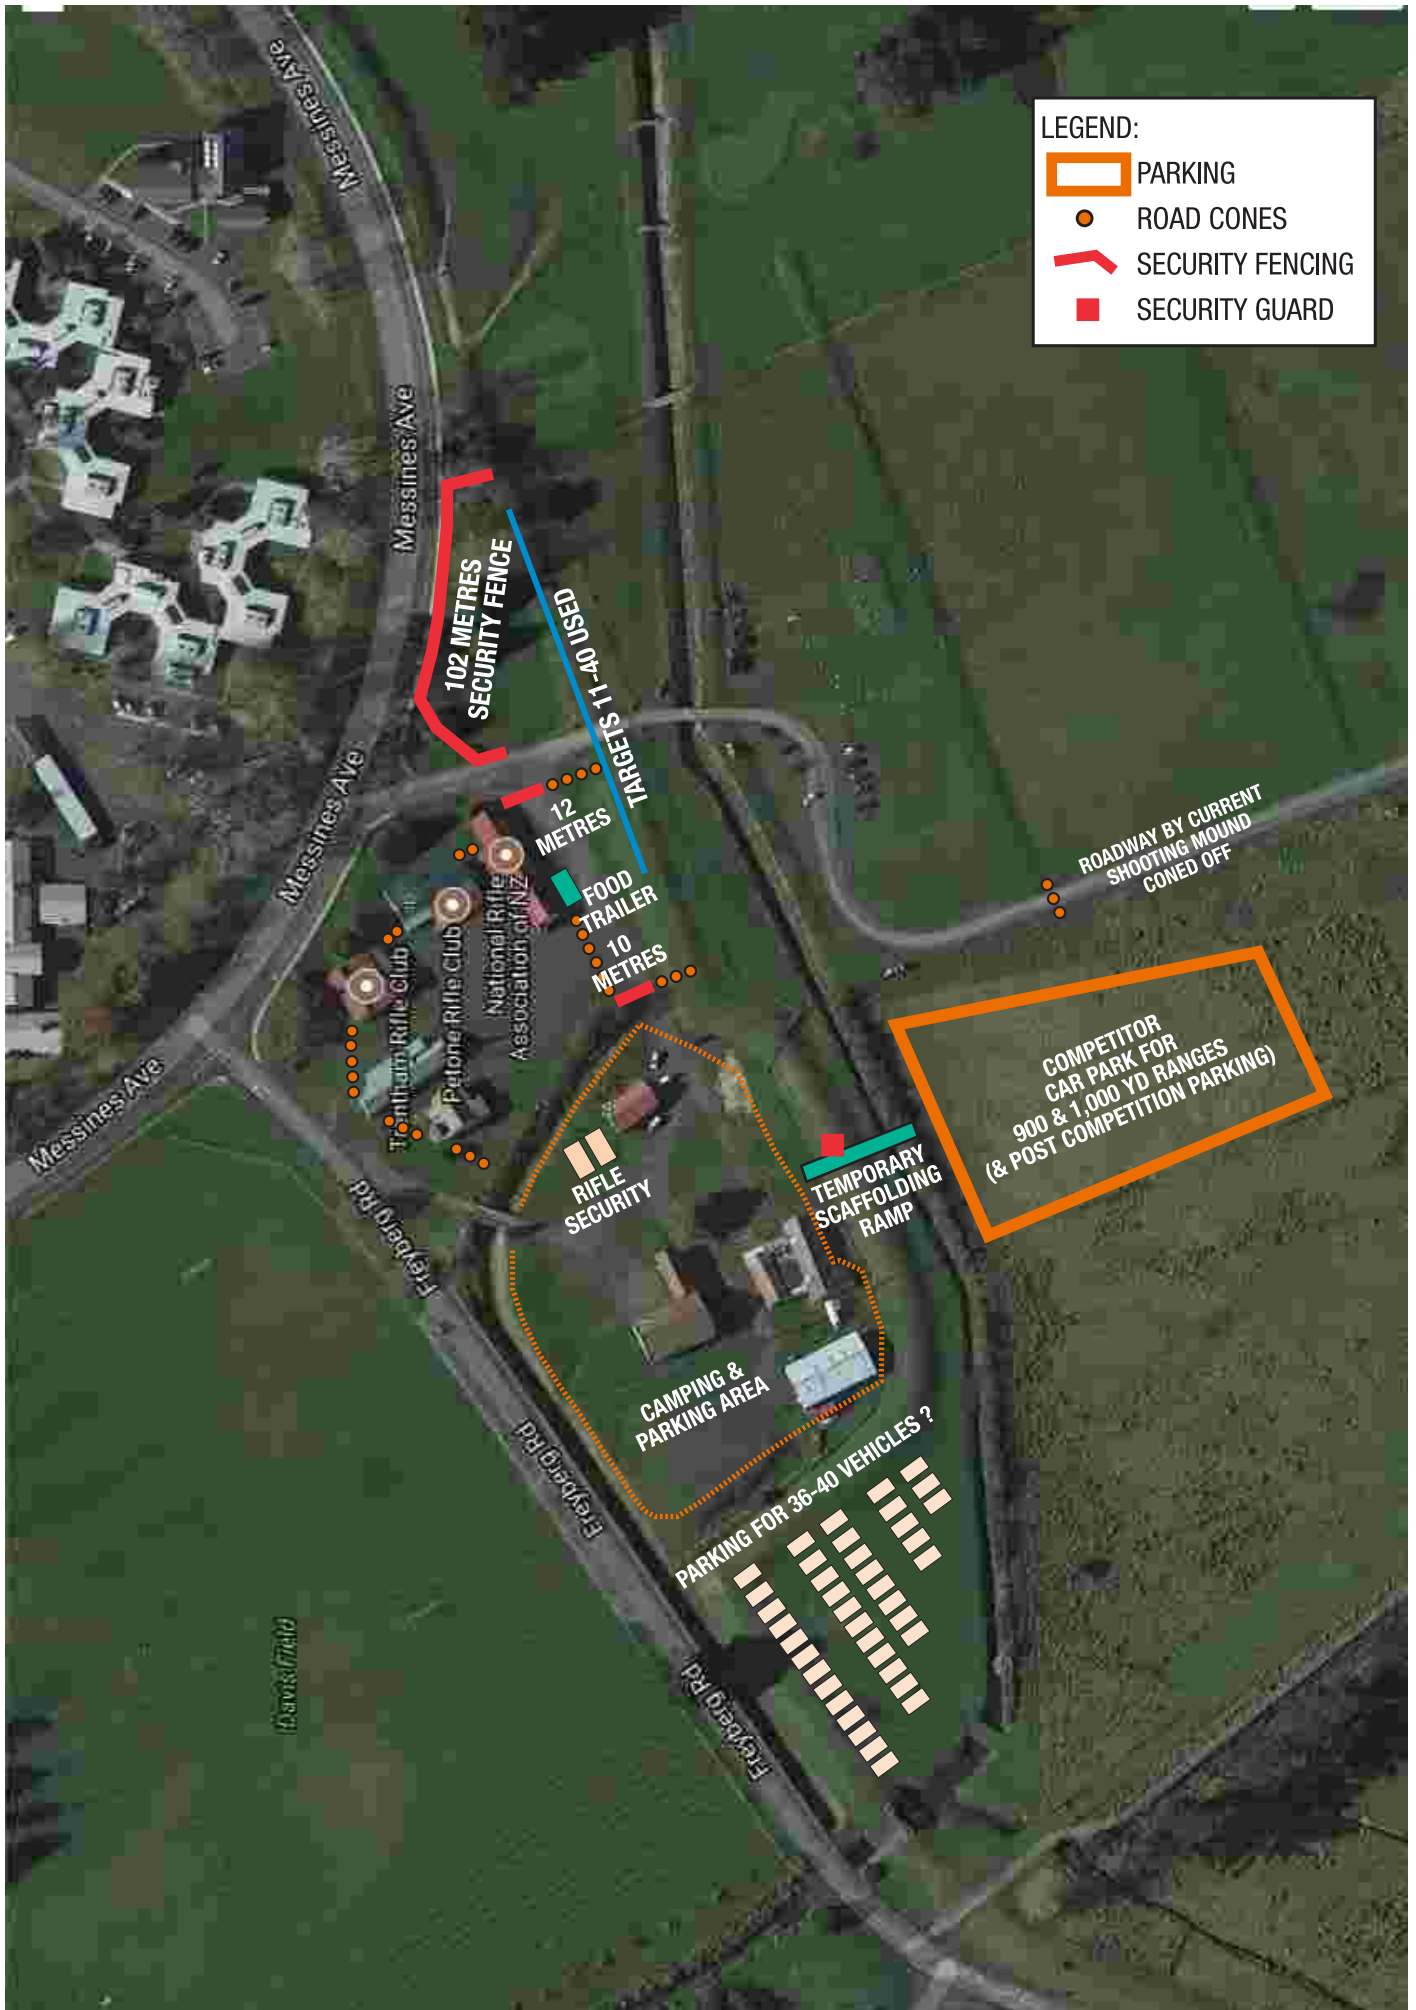 Messines Ave
LEGEND:
PARKING
ROAD CONES
SECURITY FENCING
SECURITY GUARD
Messines Ave
102 METRES
SECURITY FENCE
TARGETS 11-40 USED
Messines Ave
12
METRES
ROADWAY BY CURRENT
SHOOTING MOUND
CONED OFF
FOOD
TRAILER
10
METRES
National Rifle
Association of NZ
Petone Rifle Club
Trentham Rifle Club
Messines Ave
COMPETITOR
CAR PARK FOR
900 & 1,000 YD RANGES
(& POST COMPETITION PARKING)
RIFLE
SECURITY
TEMPORARY
SCAFFOLDING
RAMP
Freyberg Rd
CAMPING &
PARKING AREA
Freyberg Rd
PARKING FOR 36-40 VEHICLES ?
Freyberg Rd
Davis Field